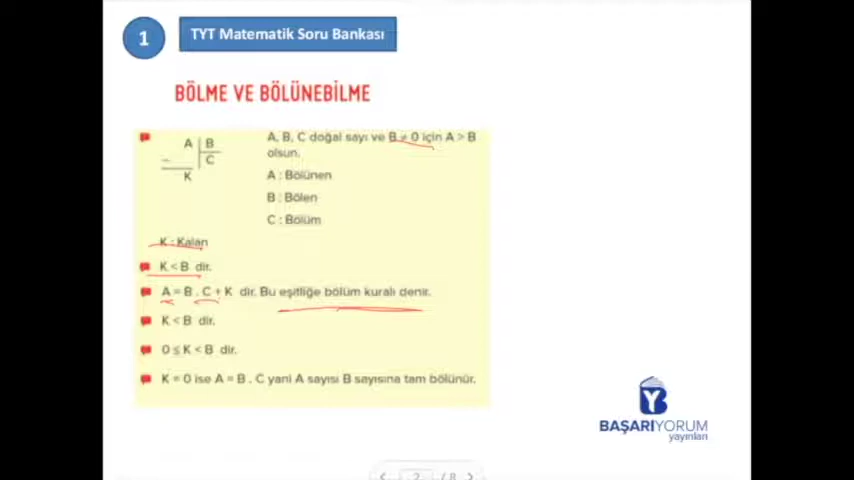 1
TYT Matematik Soru Bankası
BÖLME VE BÖLÜNEBİLME
A B
C
K
A, B, C doğal sayı ve B ≠ 0 için A > B
olsun.
A : Bölünen
B : Bölen
C : Bölüm
K : Kalan
K < B dir.
A = B . C + K dir. Bu eşitliğe bölüm kuralı denir.
K < B dir.
0 ≤ K < B dir.
K = 0 ise A = B . C yani A sayısı B sayısına tam bölünür.
BAŞARIYORUM
yayınları
2 / 8